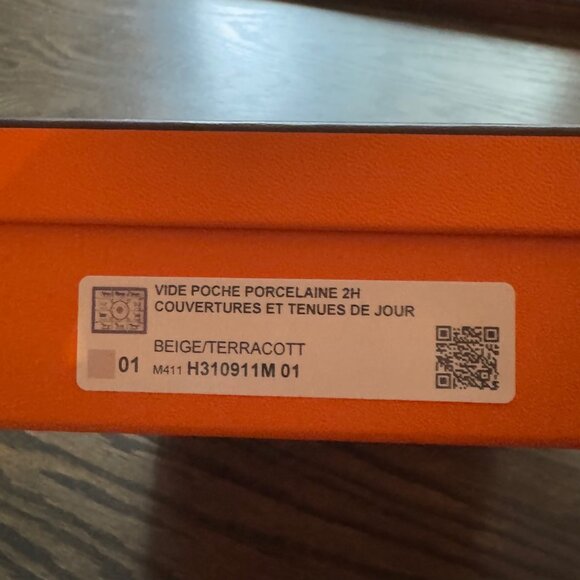 VIDE POCHE PORCELAINE 2H
COUVERTURES ET TENUES DE JOUR
BEIGE/TERRACOTT
01 M411 H310911M 01